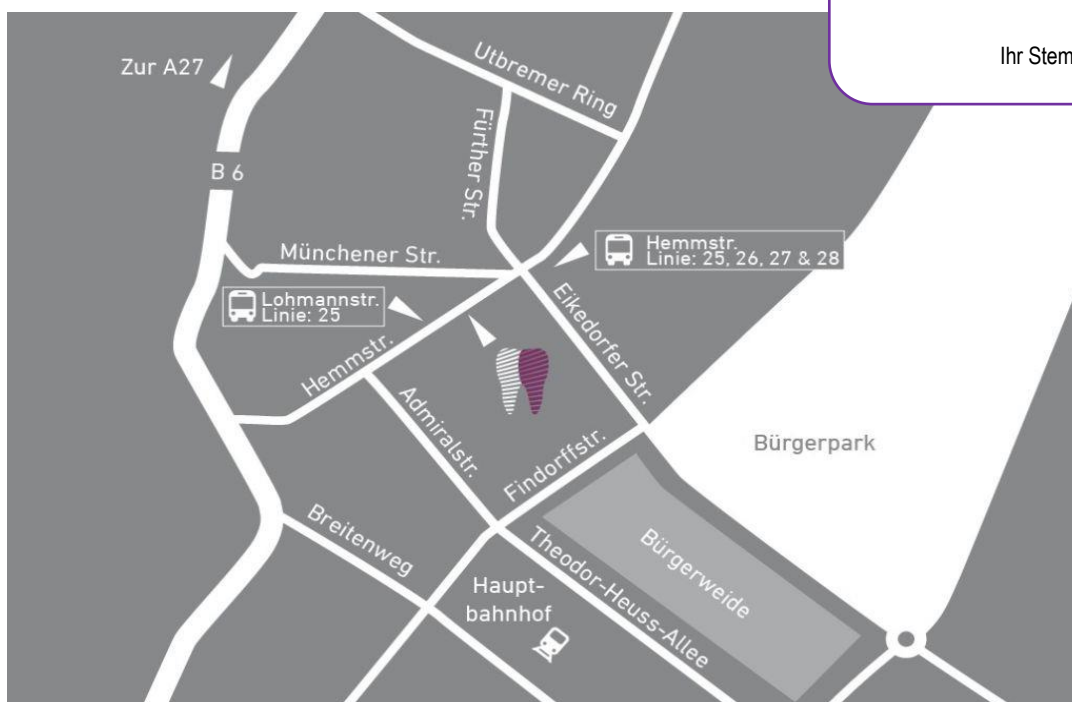 Ihr Stem
Zur A27
Utbremer Ring
Fürther Str.
B 6
Münchener Str.
Hemmstr.
Linie: 25, 26, 27 & 28
Lohmannstr.
Linie: 25
Eikedorfer Str.
Hemmstr.
Admiralstr.
Findorffstr.
Bürgerpark
Breitenweg
Theodor-Heuss-Allee
Bürgerweide
Haupt-
bahnhof